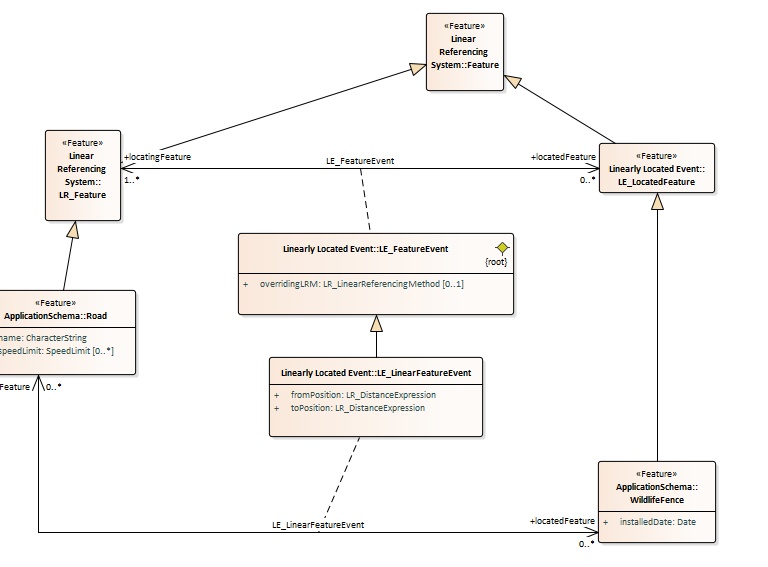 «Feature»
Linear
Referencing
System::Feature
«Feature»
Linear
Referencing
System::
LR_Feature
+locatingFeature
1..*
LE_FeatureEvent
+locatedFeature
0..*
«Feature»
Linearly Located Event::
LE_LocatedFeature
Linearly Located Event::LE_FeatureEvent
{root}
+ overridingLRM: LR_LinearReferencingMethod [0..1]
«Feature»
ApplicationSchema::Road
name: CharacterString
speedLimit: SpeedLimit [0..*]
Feature
0..*
Linearly Located Event::LE_LinearFeatureEvent
+ fromPosition: LR_DistanceExpression
+ toPosition: LR_DistanceExpression
«Feature»
ApplicationSchema::
WildlifeFence
+ installedDate: Date
LE_LinearFeatureEvent
+locatedFeature
0..*